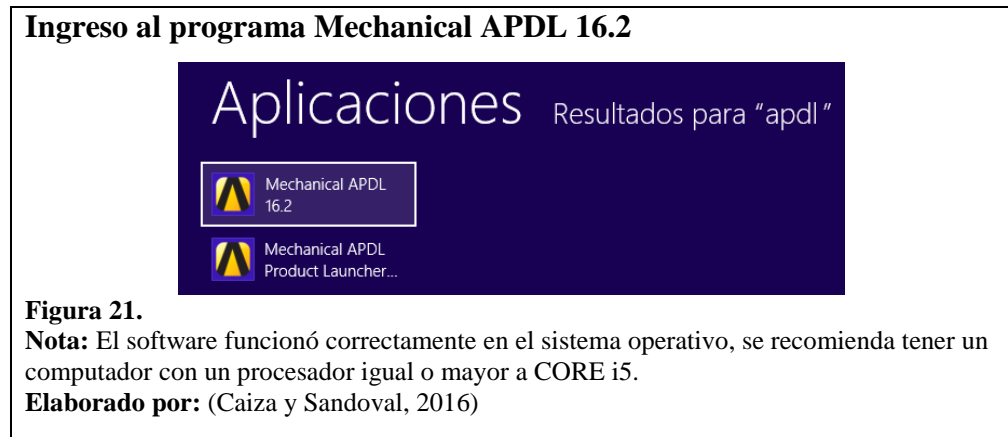 Ingreso al programa Mechanical APDL 16.2
Aplicaciones Resultados para "apdl"
Mechanical APDL
16.2
Mechanical APDL
Product Launcher...
Figura 21.
Nota: El software funcionó correctamente en el sistema operativo, se recomienda tener un
computador con un procesador igual o mayor a CORE i5.
Elaborado por: (Caiza y Sandoval, 2016)